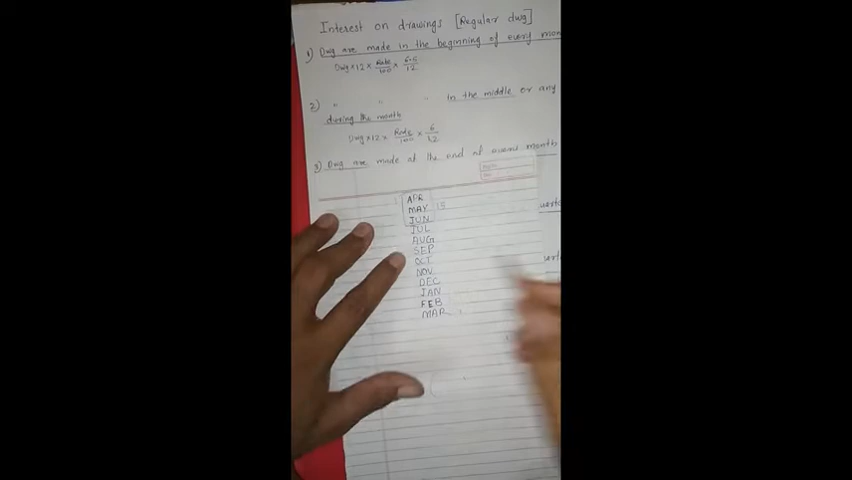 Interest on drawings [Regular dwg]
1) Dwg are made in the beginning of every mon
Dwg × 12 × Rate/100 × 6.5/12
2) " " " In the middle or any
during the month
Dwg × 12 × Rate/100 × 6/12
3) Dwg are made at the end of every month
APR
MAY 15
JUN
JUL
AUG
SEP
OCT
NOV
DEC
JAN
FEB
MAR